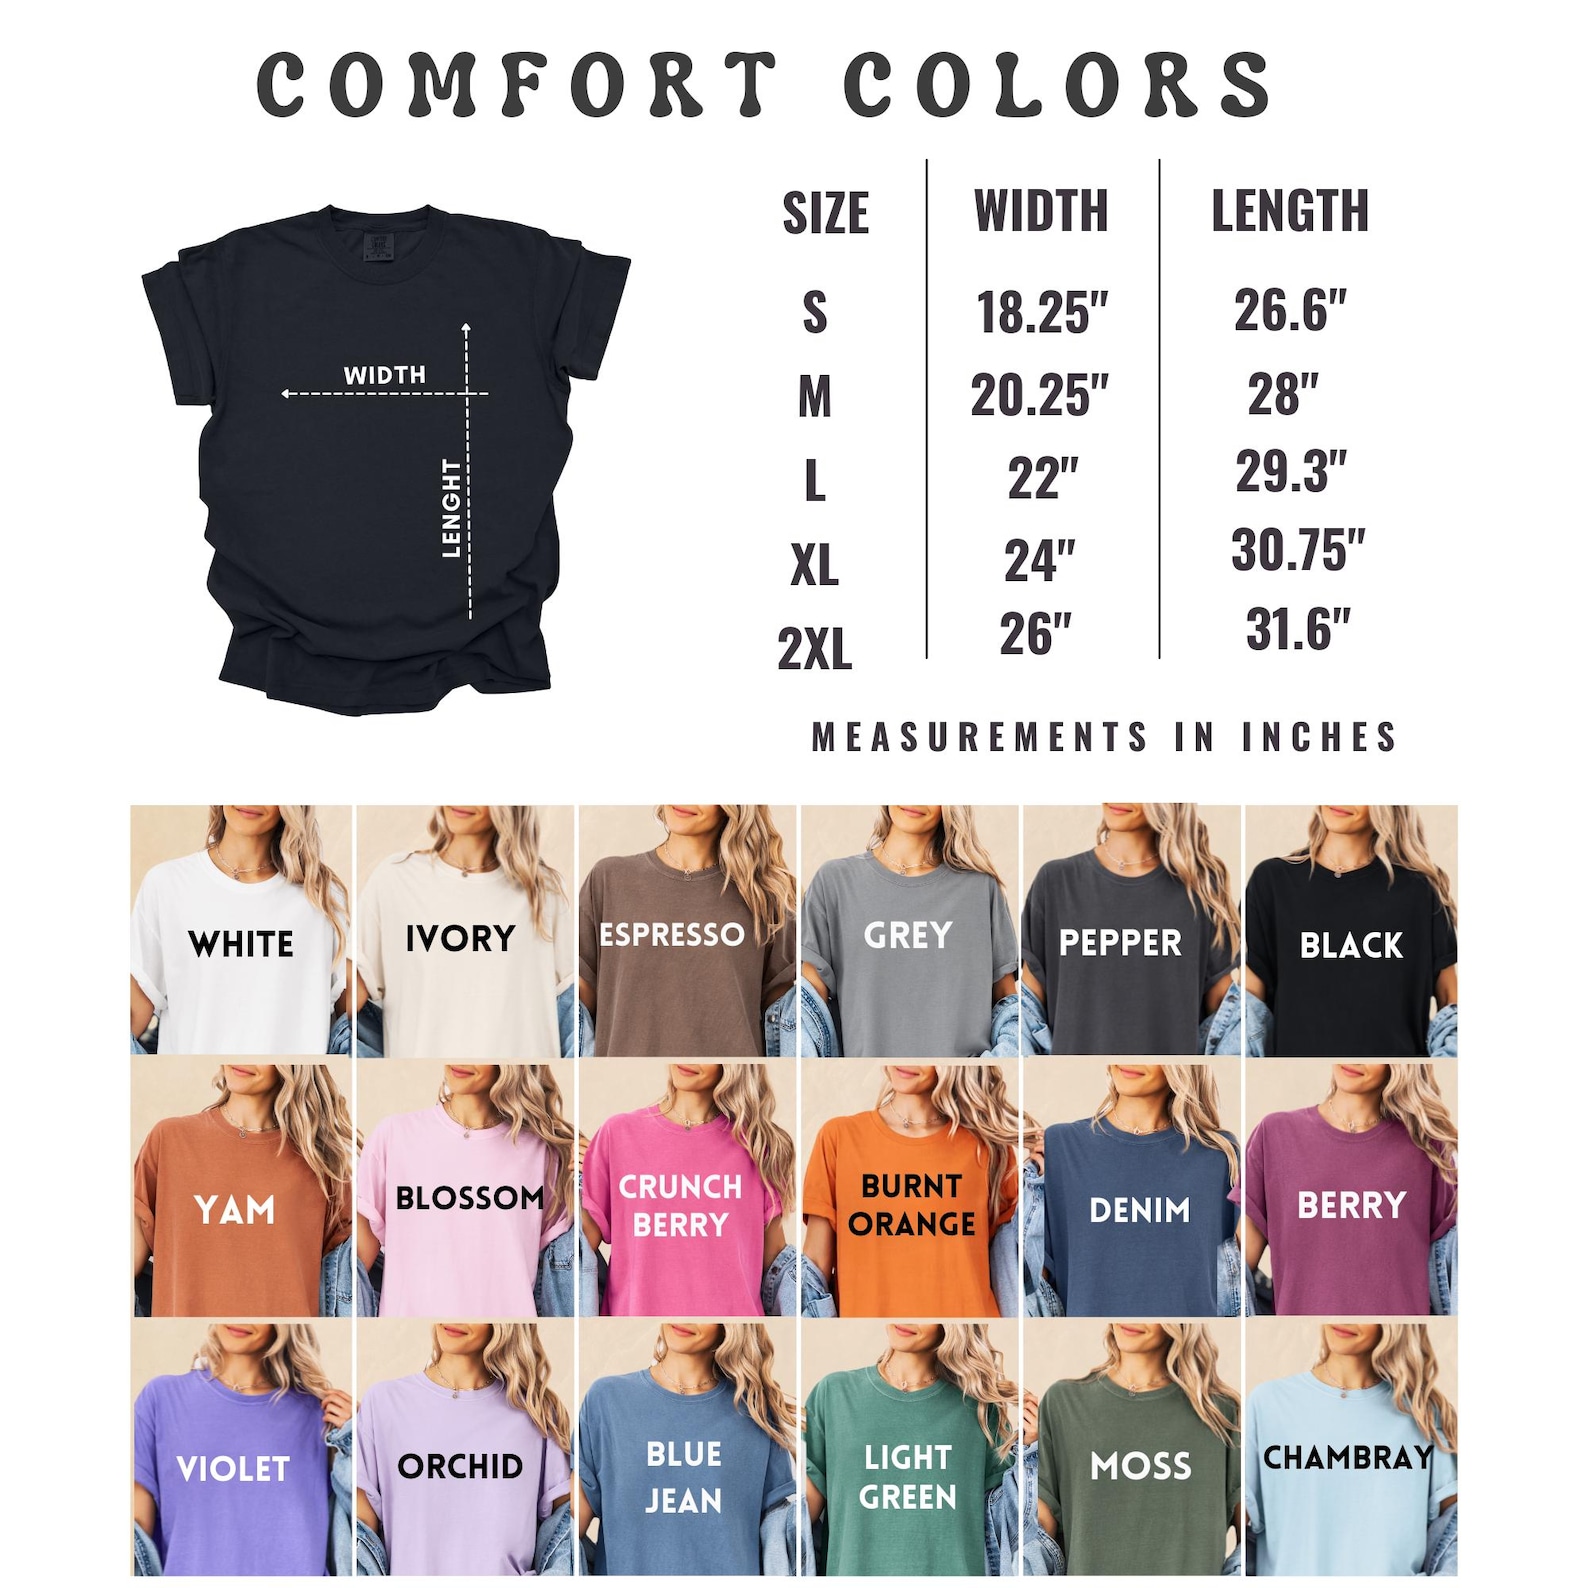 COMFORT COLORS
SIZE WIDTH LENGTH
S 18.25" 26.6"
M 20.25" 28"
L 22" 29.3"
XL 24" 30.75"
2XL 26" 31.6"
MEASUREMENTS IN INCHES
WIDTH
LENGHT
WHITE
IVORY
ESPRESSO
GREY
PEPPER
BLACK
YAM
BLOSSOM
CRUNCH
BERRY
BURNT
ORANGE
DENIM
BERRY
VIOLET
ORCHID
BLUE
JEAN
LIGHT
GREEN
MOSS
CHAMBRAY